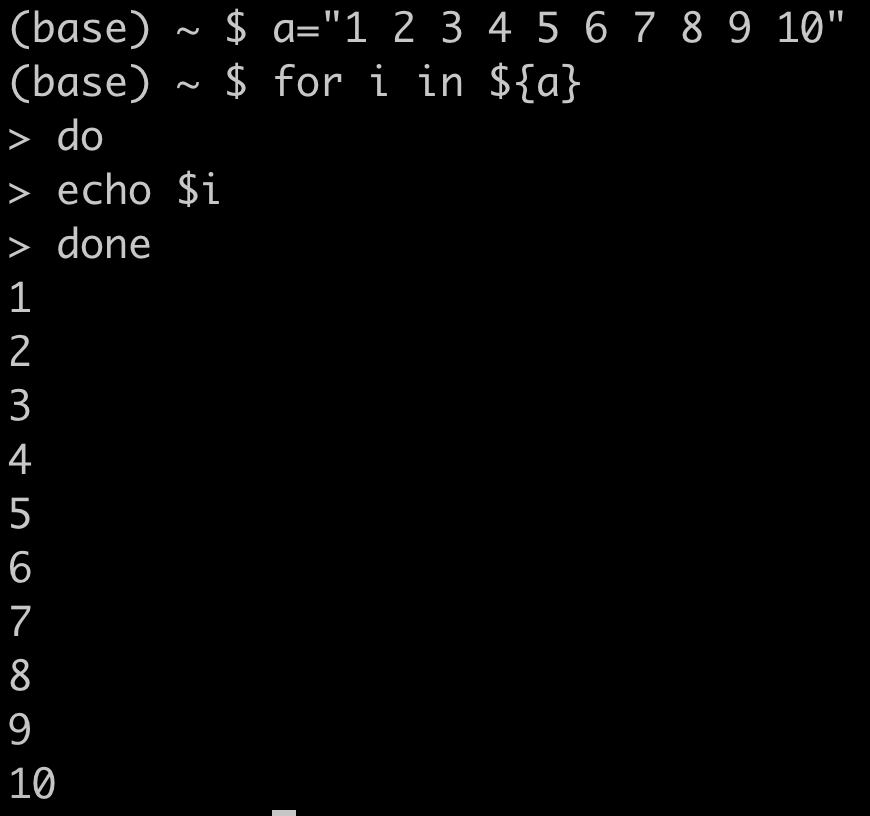 (base) ~ $ a="1 2 3 4 5 6 7 8 9 10"
(base) ~ $ for i in ${a}
> do
> echo $i
> done
1
2
3
4
5
6
7
8
9
10